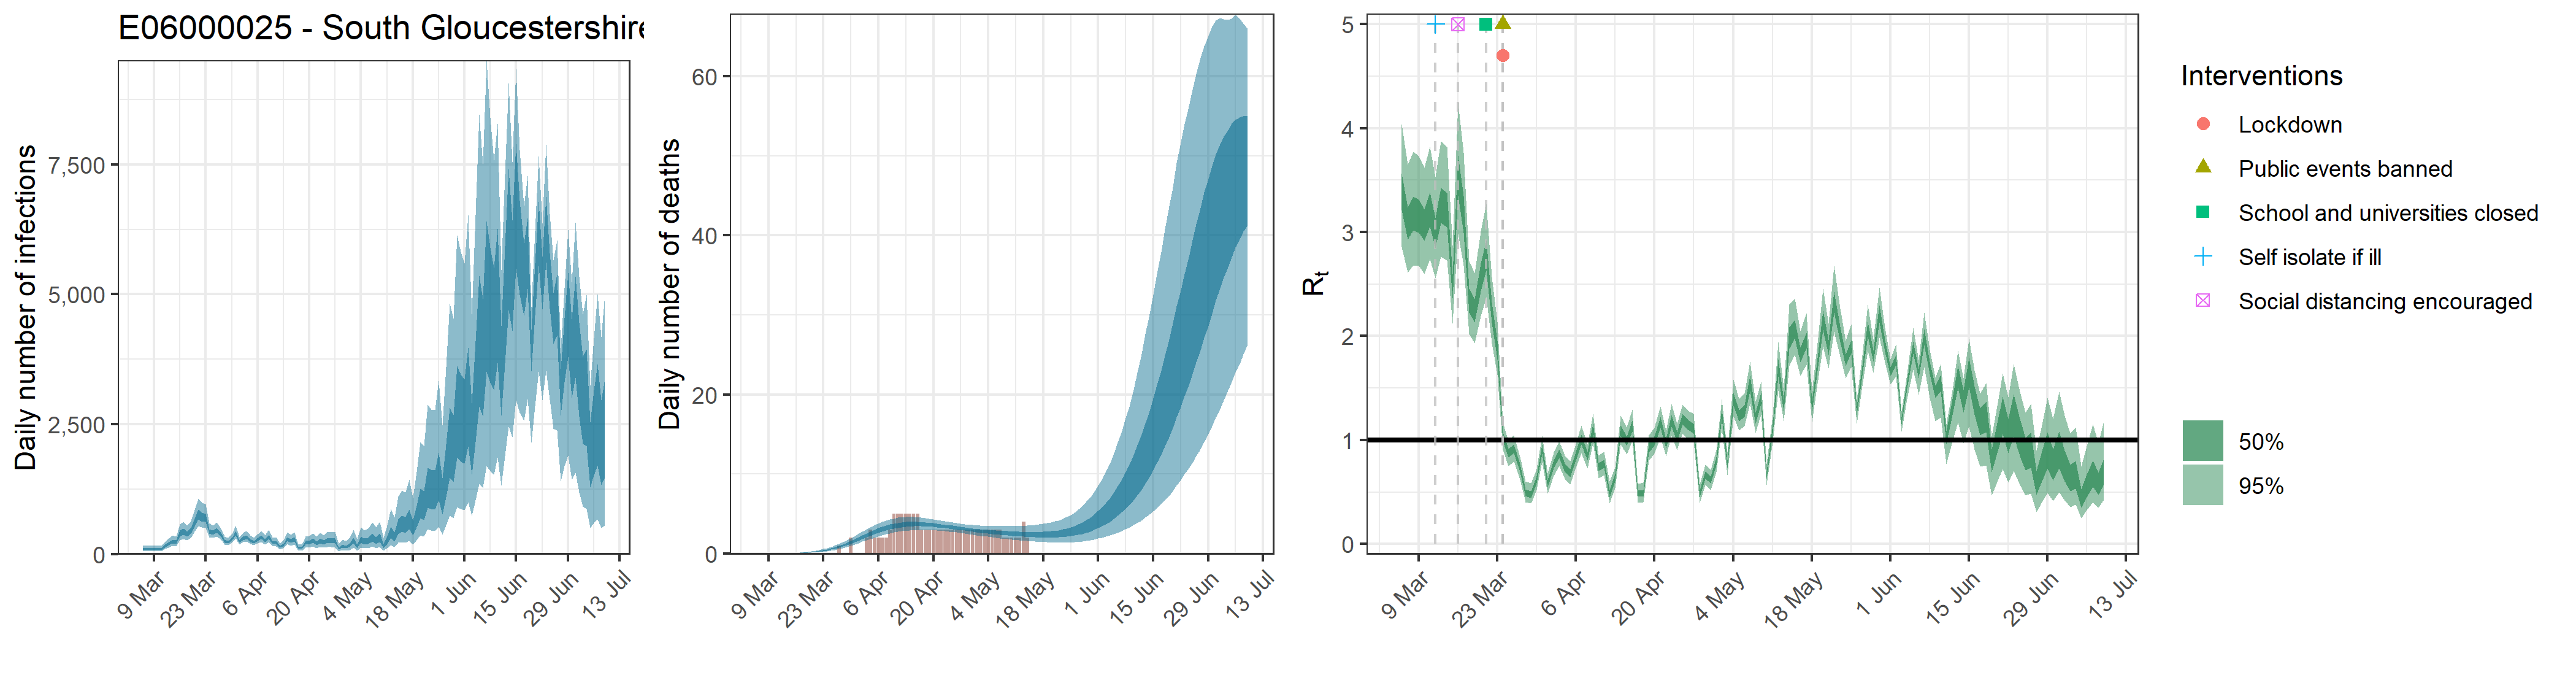 E06000025 - South Gloucestershire
Daily number of infections
7,500
5,000
2,500
0
9 Mar
23 Mar
6 Apr
20 Apr
4 May
18 May
1 Jun
15 Jun
29 Jun
13 Jul
Daily number of deaths
60
40
20
0
9 Mar
23 Mar
6 Apr
20 Apr
4 May
18 May
1 Jun
15 Jun
29 Jun
13 Jul
Rt
5
4
3
2
1
0
9 Mar
23 Mar
6 Apr
20 Apr
4 May
18 May
1 Jun
15 Jun
29 Jun
13 Jul
Interventions
Lockdown
Public events banned
School and universities closed
Self isolate if ill
Social distancing encouraged
50%
95%